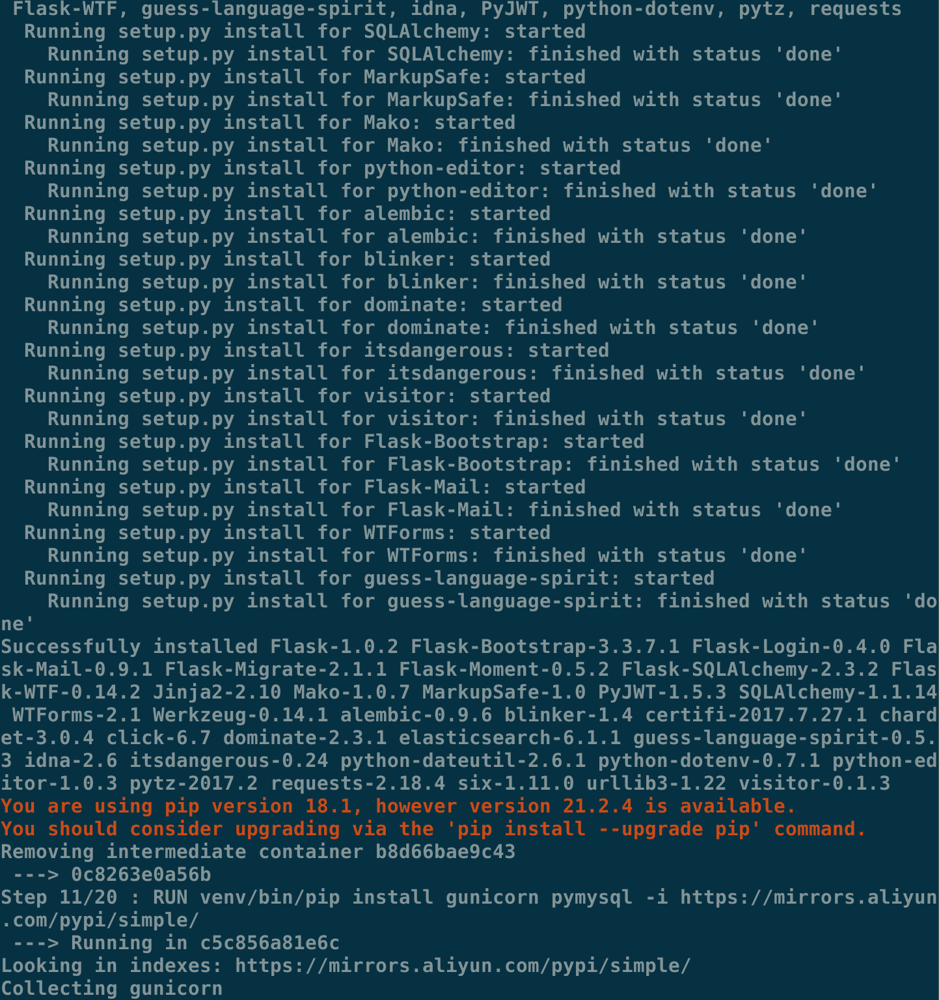 Flask-WTF, guess-language-spirit, idna, PyJWT, python-dotenv, pytz, requests
Running setup.py install for SQLAlchemy: started
Running setup.py install for SQLAlchemy: finished with status 'done'
Running setup.py install for MarkupSafe: started
Running setup.py install for MarkupSafe: finished with status 'done'
Running setup.py install for Mako: started
Running setup.py install for Mako: finished with status 'done'
Running setup.py install for python-editor: started
Running setup.py install for python-editor: finished with status 'done'
Running setup.py install for alembic: started
Running setup.py install for alembic: finished with status 'done'
Running setup.py install for blinker: started
Running setup.py install for blinker: finished with status 'done'
Running setup.py install for dominate: started
Running setup.py install for dominate: finished with status 'done'
Running setup.py install for itsdangerous: started
Running setup.py install for itsdangerous: finished with status 'done'
Running setup.py install for visitor: started
Running setup.py install for visitor: finished with status 'done'
Running setup.py install for Flask-Bootstrap: started
Running setup.py install for Flask-Bootstrap: finished with status 'done'
Running setup.py install for Flask-Mail: started
Running setup.py install for Flask-Mail: finished with status 'done'
Running setup.py install for WTForms: started
Running setup.py install for WTForms: finished with status 'done'
Running setup.py install for guess-language-spirit: started
Running setup.py install for guess-language-spirit: finished with status 'do
ne'
Successfully installed Flask-1.0.2 Flask-Bootstrap-3.3.7.1 Flask-Login-0.4.0 Fla
sk-Mail-0.9.1 Flask-Migrate-2.1.1 Flask-Moment-0.5.2 Flask-SQLAlchemy-2.3.2 Flas
k-WTF-0.14.2 Jinja2-2.10 Mako-1.0.7 MarkupSafe-1.0 PyJWT-1.5.3 SQLAlchemy-1.1.14
WTForms-2.1 Werkzeug-0.14.1 alembic-0.9.6 blinker-1.4 certifi-2017.7.27.1 chard
et-3.0.4 click-6.7 dominate-2.3.1 elasticsearch-6.1.1 guess-language-spirit-0.5.
3 idna-2.6 itsdangerous-0.24 python-dateutil-2.6.1 python-dotenv-0.7.1 python-ed
itor-1.0.3 pytz-2017.2 requests-2.18.4 six-1.11.0 urllib3-1.22 visitor-0.1.3
You are using pip version 18.1, however version 21.2.4 is available.
You should consider upgrading via the 'pip install --upgrade pip' command.
Removing intermediate container b8d66bae9c43
---> 0c8263e0a56b
Step 11/20 : RUN venv/bin/pip install gunicorn pymysql -i https://mirrors.aliyun
.com/pypi/simple/
---> Running in c5c856a81e6c
Looking in indexes: https://mirrors.aliyun.com/pypi/simple/
Collecting gunicorn